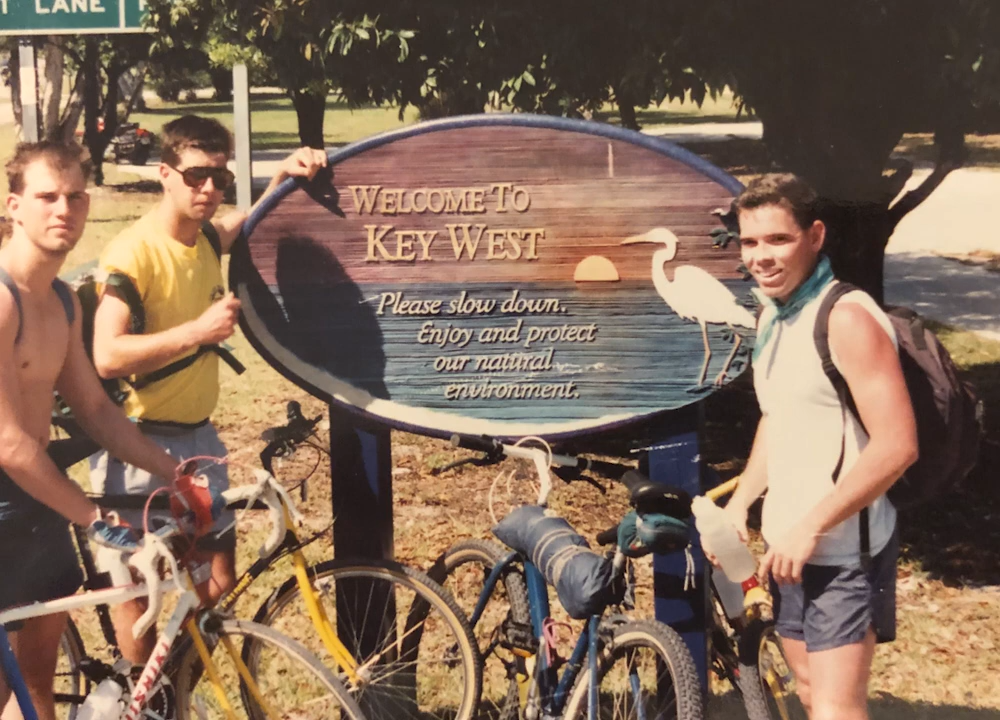 LANE
WELCOME TO
KEY WEST
Please slow down.
Enjoy and protect
our natural
environment.